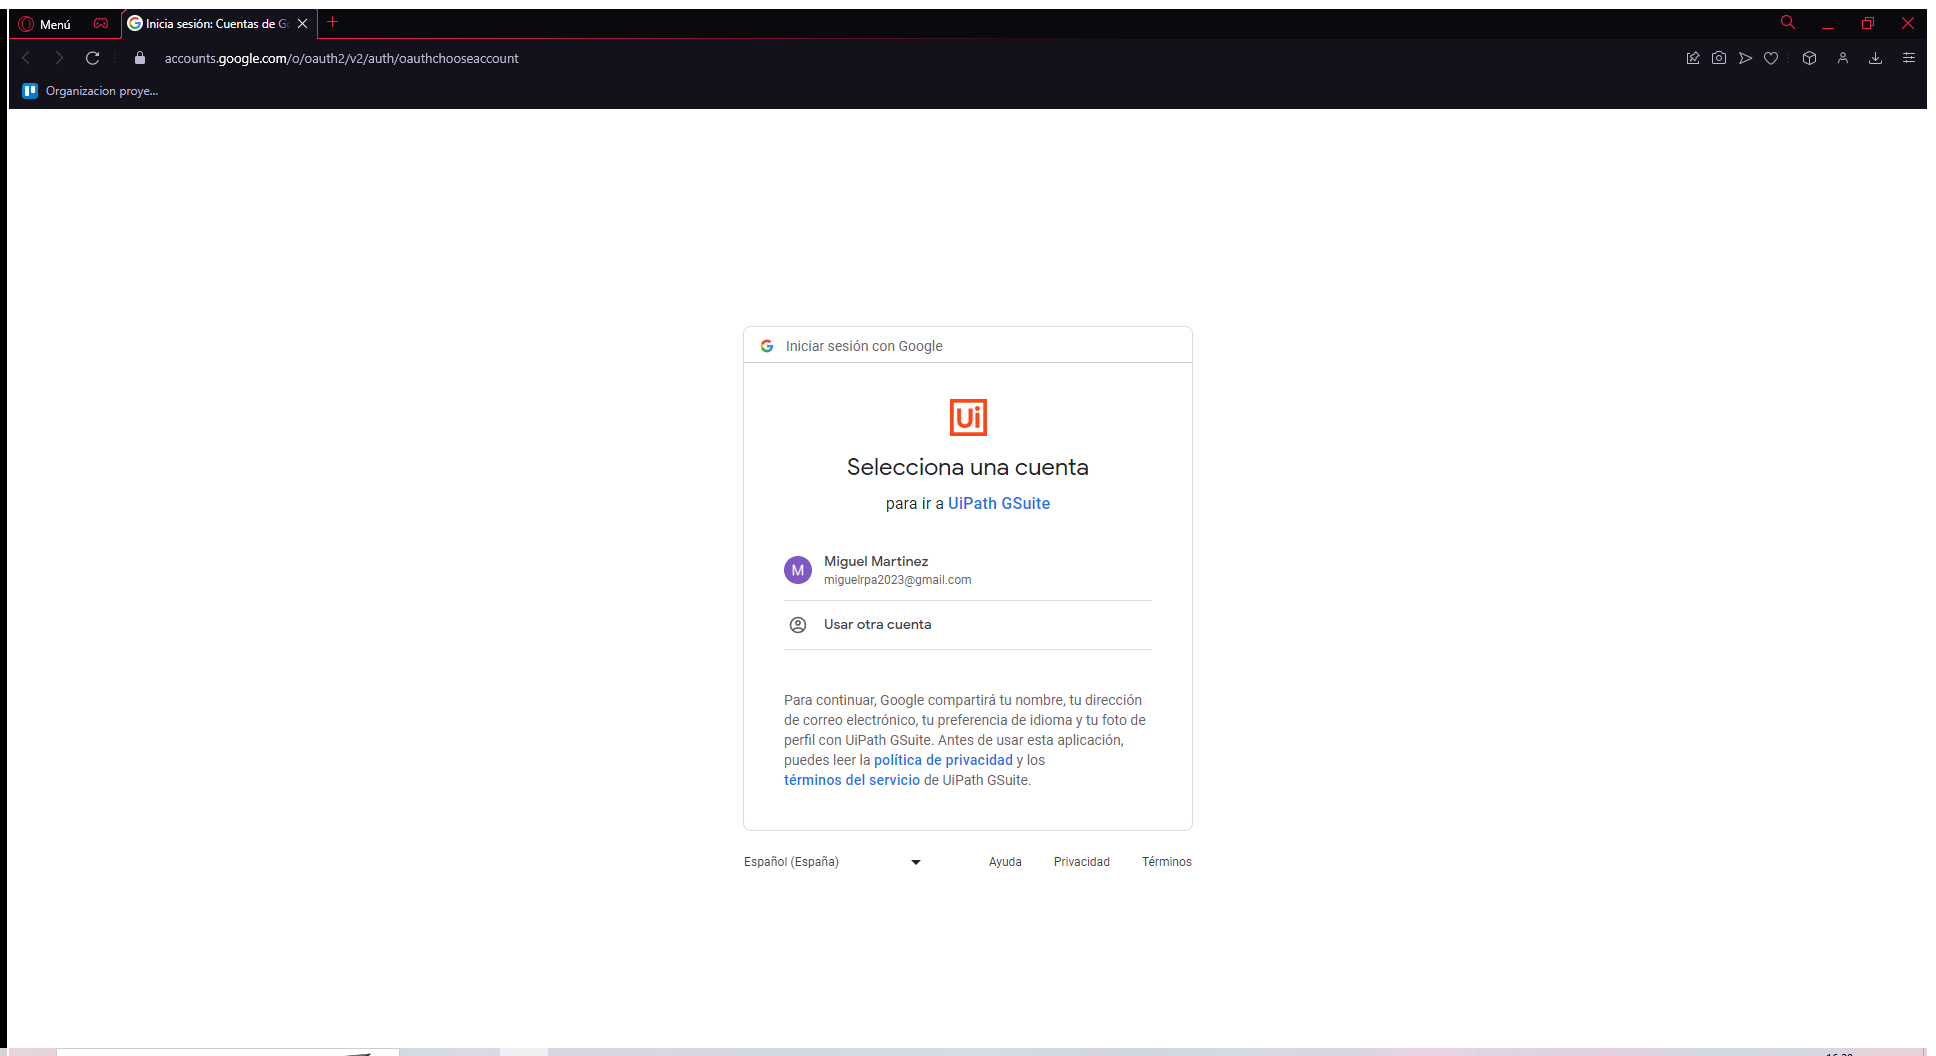 Menú
Inicia sesión: Cuentas de G
accounts.google.com/o/oauth2/v2/auth/oauthchooseaccount
Organizacion proye...
G Iniciar sesión con Google
Ui
Selecciona una cuenta
para ir a UiPath GSuite
M
Miguel Martinez
miguelrpa2023@gmail.com
Usar otra cuenta
Para continuar, Google compartirá tu nombre, tu dirección
de correo electrónico, tu preferencia de idioma y tu foto de
perfil con UiPath GSuite. Antes de usar esta aplicación,
puedes leer la política de privacidad y los
términos del servicio de UiPath GSuite.
Español (España) Ayuda Privacidad Términos